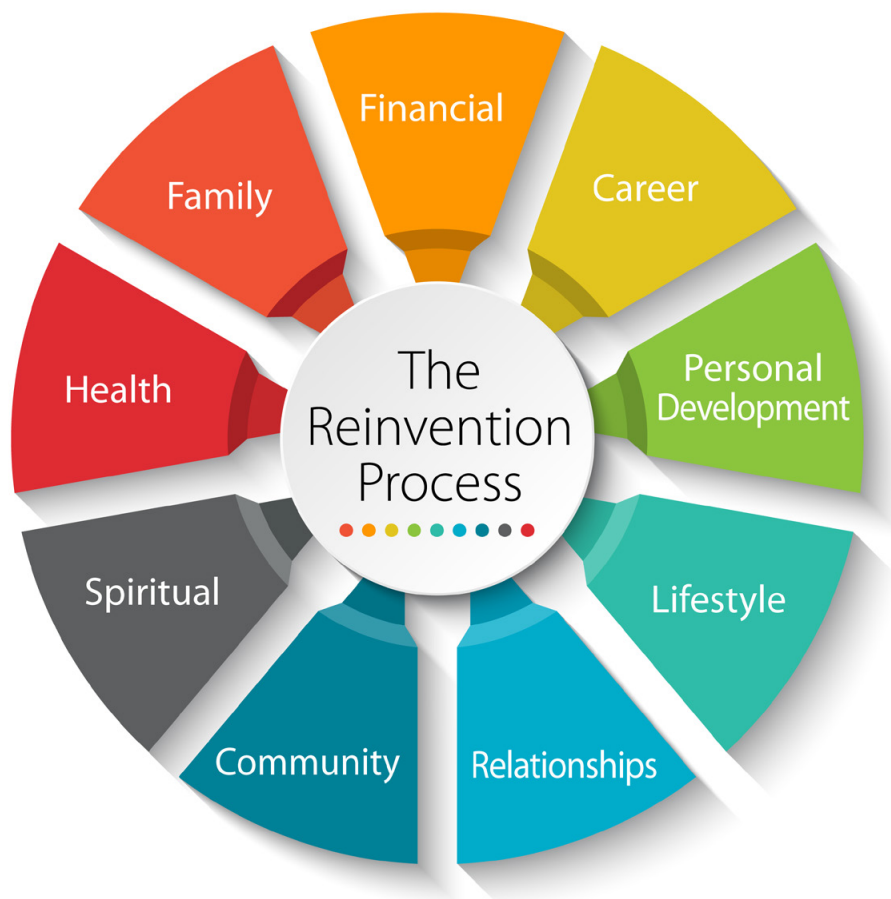 Financial
Career
Personal
Development
Lifestyle
Relationships
Community
Spiritual
Health
Family
The
Reinvention
Process